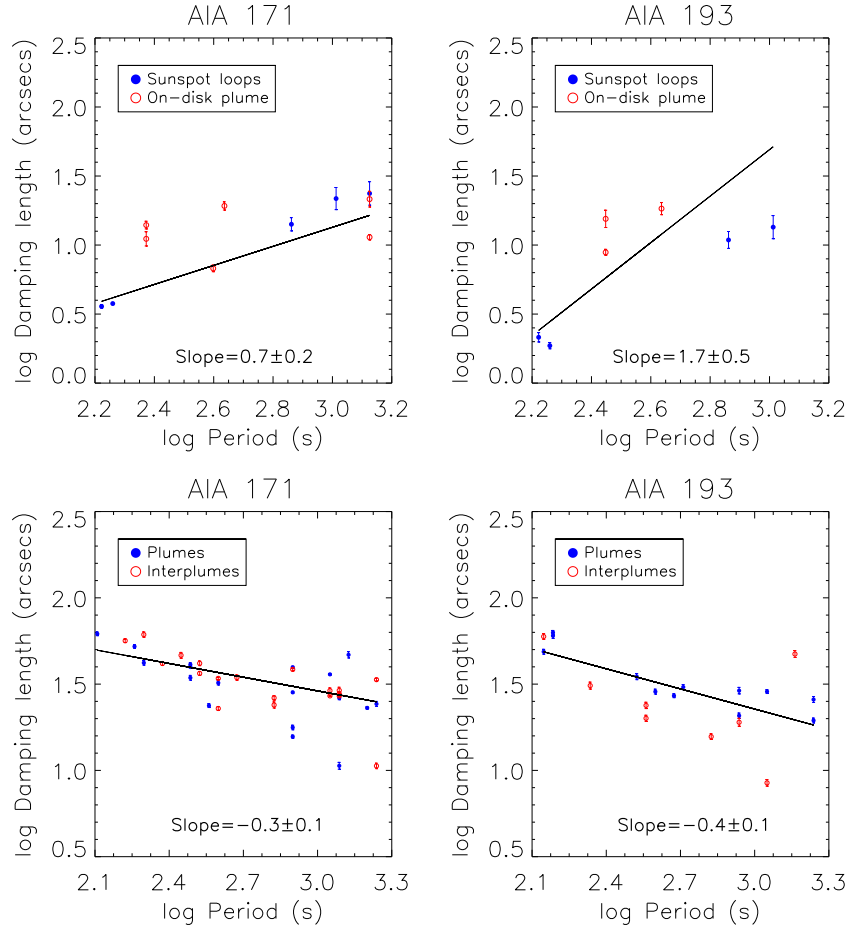 AIA 171
log Damping length (arcsecs)
2.5
2.0
1.5
1.0
0.5
0.0
Sunspot loops
On-disk plume
Slope=0.7±0.2
2.2 2.4 2.6 2.8 3.0 3.2
log Period (s)
AIA 193
log Damping length (arcsecs)
2.5
2.0
1.5
1.0
0.5
0.0
Sunspot loops
On-disk plume
Slope=1.7±0.5
2.2 2.4 2.6 2.8 3.0 3.2
log Period (s)
AIA 171
log Damping length (arcsecs)
2.5
2.0
1.5
1.0
0.5
Plumes
Interplumes
Slope=-0.3±0.1
2.1 2.4 2.7 3.0 3.3
log Period (s)
AIA 193
log Damping length (arcsecs)
2.5
2.0
1.5
1.0
0.5
Plumes
Interplumes
Slope=-0.4±0.1
2.1 2.4 2.7 3.0 3.3
log Period (s)